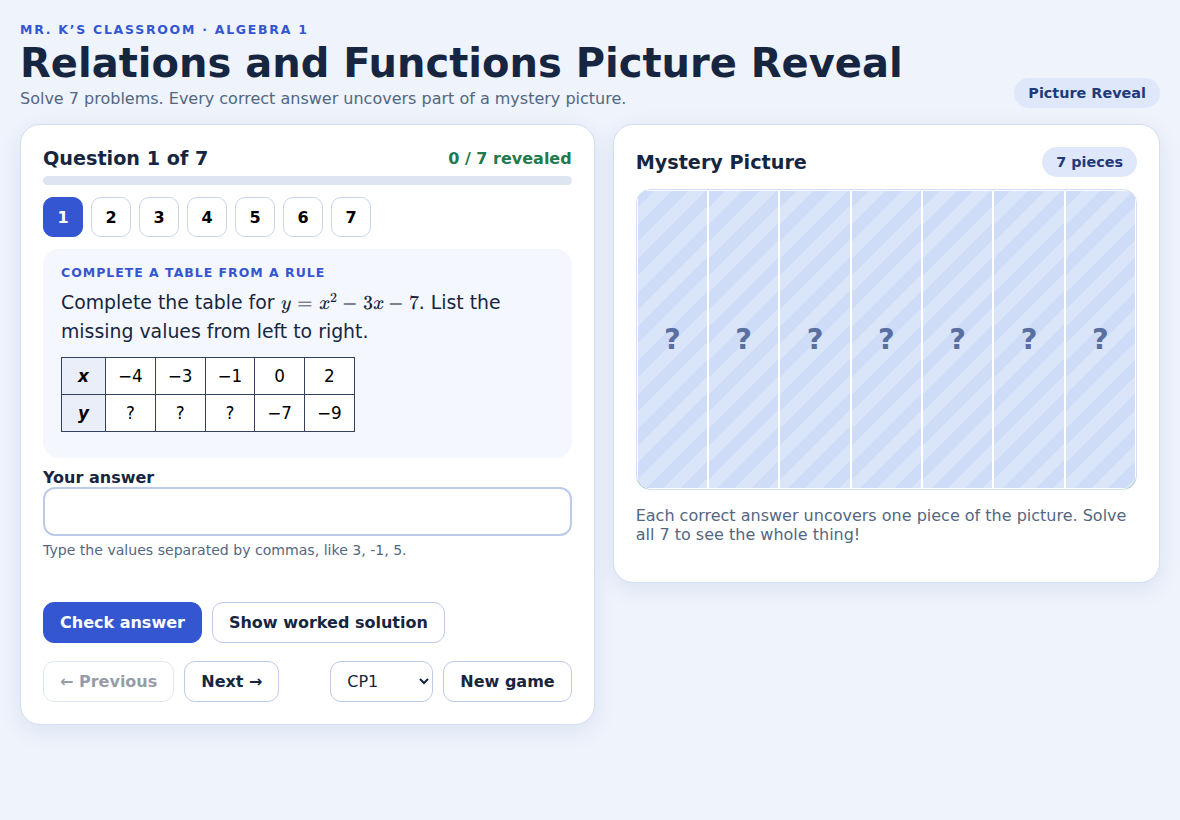 MR. K’S CLASSROOM · ALGEBRA 1
Relations and Functions Picture Reveal
Solve 7 problems. Every correct answer uncovers part of a mystery picture.
Picture Reveal
Question 1 of 7
0 / 7 revealed
1 2 3 4 5 6 7
COMPLETE A TABLE FROM A RULE
Complete the table for y = x² − 3x − 7. List the
missing values from left to right.
x −4 −3 −1 0 2
y ? ? ? −7 −9
Your answer
Type the values separated by commas, like 3, -1, 5.
Check answer
Show worked solution
← Previous
Next →
CP1
New game
Mystery Picture
7 pieces
? ? ? ? ? ? ?
Each correct answer uncovers one piece of the picture. Solve
all 7 to see the whole thing!